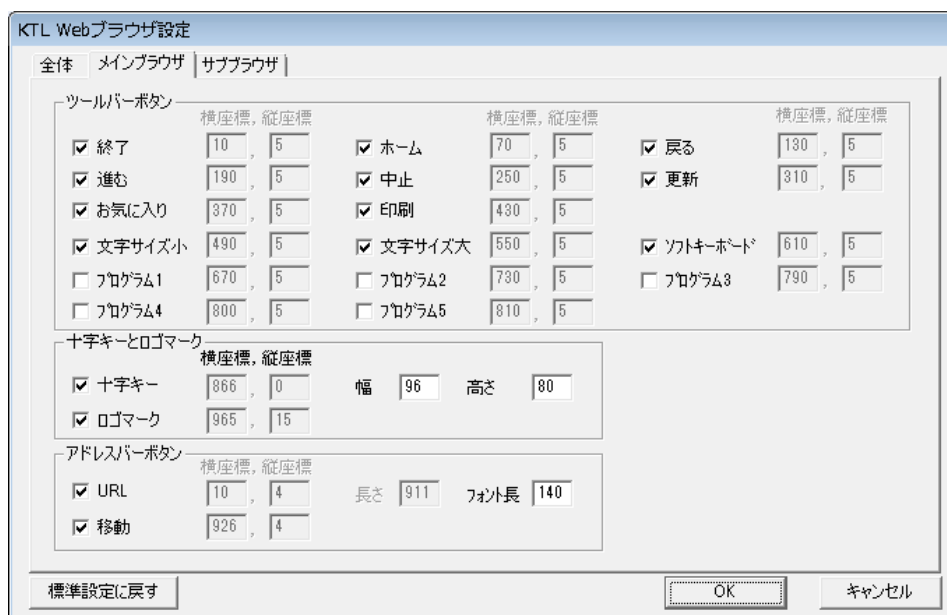 KTL Webブラウザ設定
全体 メインブラウザ サブブラウザ
ツールバーボタン
横座標, 縦座標 横座標, 縦座標 横座標, 縦座標
終了 10 , 5 ホーム 70 , 5 戻る 130 , 5
進む 190 , 5 中止 250 , 5 更新 310 , 5
お気に入り 370 , 5 印刷 430 , 5
文字サイズ小 490 , 5 文字サイズ大 550 , 5 ソフトキーボード 610 , 5
プログラム1 670 , 5 プログラム2 730 , 5 プログラム3 790 , 5
プログラム4 800 , 5 プログラム5 810 , 5
十字キーとロゴマーク
横座標, 縦座標
十字キー 866 , 0 幅 96 高さ 80
ロゴマーク 965 , 15
アドレスバーボタン
横座標, 縦座標
URL 10 , 4 長さ 911 フォント長 140
移動 926 , 4
標準設定に戻す OK キャンセル